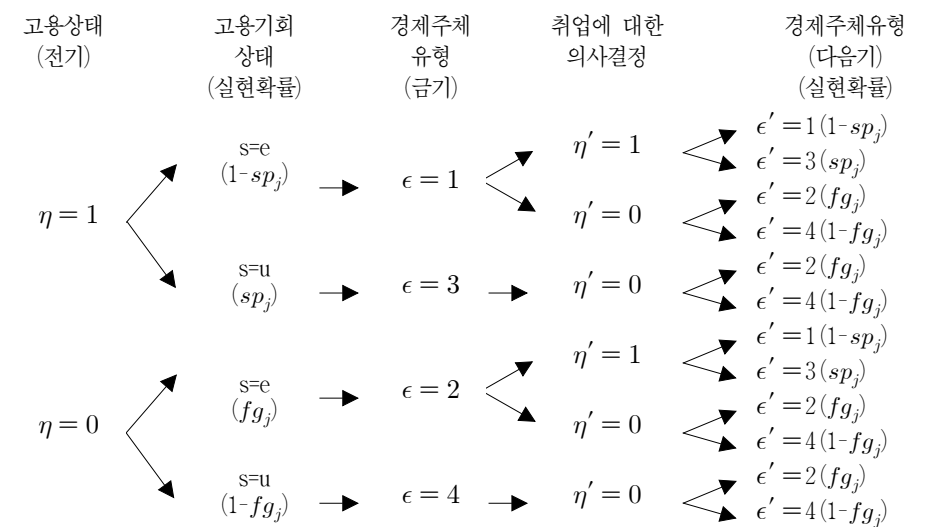 고용상태 고용기회 경제주체 취업에 대한 경제주체유형
(전기) 상태 유형 의사결정 (다음기)
(실현확률) (금기) (실현확률)
ϵ′=1(1-sp_j)
s=e η′=1
(1-sp_j) ϵ′=3(sp_j)
ϵ=1
ϵ′=2(fg_j)
η=1 η′=0
ϵ′=4(1-fg_j)
s=u ϵ′=2(fg_j)
(sp_j) ϵ=3 η′=0
ϵ′=4(1-fg_j)
ϵ′=1(1-sp_j)
η′=1
s=e ϵ′=3(sp_j)
(fg_j) ϵ=2
ϵ′=2(fg_j)
η=0 η′=0
ϵ′=4(1-fg_j)
s=u ϵ′=2(fg_j)
(1-fg_j) ϵ=4 η′=0
ϵ′=4(1-fg_j)